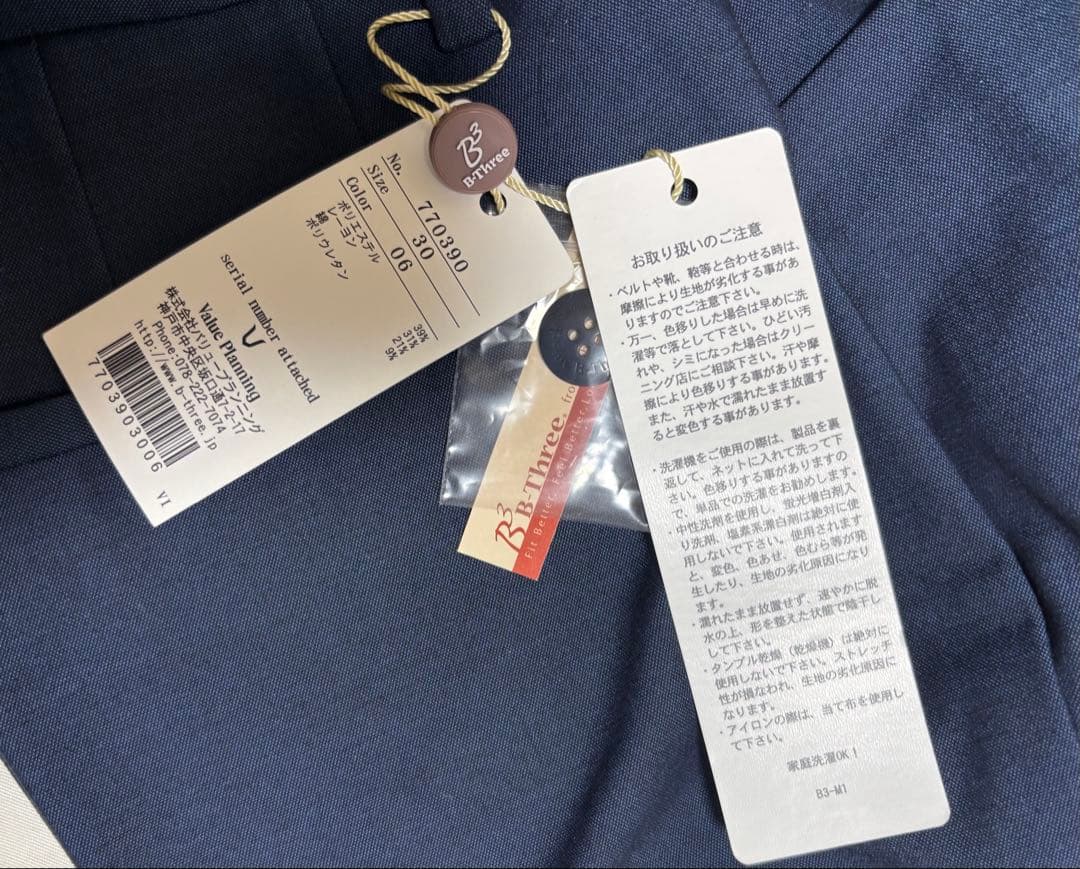 B3
B-Three
No. 770390
Size 30
Color 06
ポリエステル 39%
レーヨン 31%
綿 21%
ポリウレタン 9%
serial number attached
V
Value Planning
株式会社バリュープランニング
神戸市中央区坂口通7-2-17
Phone:078-222-7074
http://www.b-three.jp
7703903006
VI
B3 B-Three® fro
Fit Better, Feel Better, Lo
お取り扱いのご注意
・ベルトや靴、鞄等と合わせる時は、
摩擦により生地が劣化する事があ
りますのでご注意下さい。
・万一、色移りした場合は早めに洗
濯等で落として下さい。ひどい汚
れや、シミになった場合はクリー
ニング店にご相談下さい。汗や摩
擦により色移りする事があります。
また、汗や水で濡れたまま放置す
ると変色する事があります。
・洗濯機をご使用の際は、製品を裏
返して、ネットに入れて洗って下
さい。色移りする事がありますの
で、単品での洗濯をお勧めします。
・中性洗剤を使用し、蛍光増白剤入
り洗剤、塩素系漂白剤は絶対に使
用しないで下さい。使用されます
と、変色、色あせ、色むら等が発
生したり、生地の劣化原因になり
ます。
・濡れたまま放置せず、速やかに脱
水の上、形を整えた状態で陰干し
して下さい。
・タンブル乾燥（乾燥機）は絶対に
使用しないで下さい。ストレッチ
性が損なわれ、生地の劣化原因に
なります。
・アイロンの際は、当て布を使用し
て下さい。
家庭洗濯OK！
B3-M1